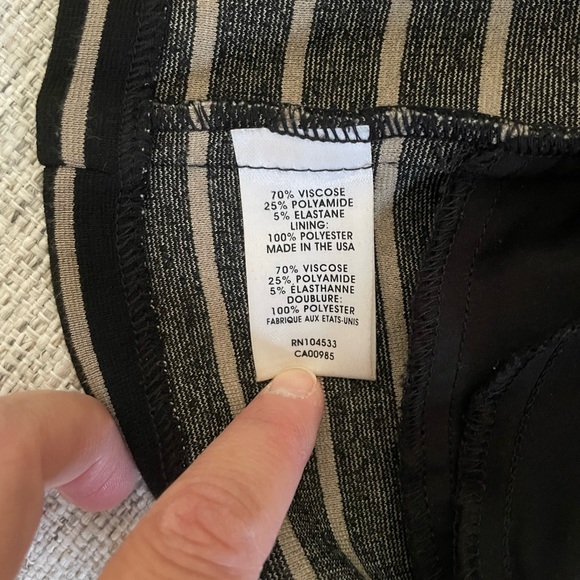 70% VISCOSE
25% POLYAMIDE
5% ELASTANE
LINING:
100% POLYESTER
MADE IN THE USA
70% VISCOSE
25% POLYAMIDE
5% ÉLASTHANNE
DOUBLURE:
100% POLYESTER
FABRIQUE AUX ETATS-UNIS
RN104533
CA00985